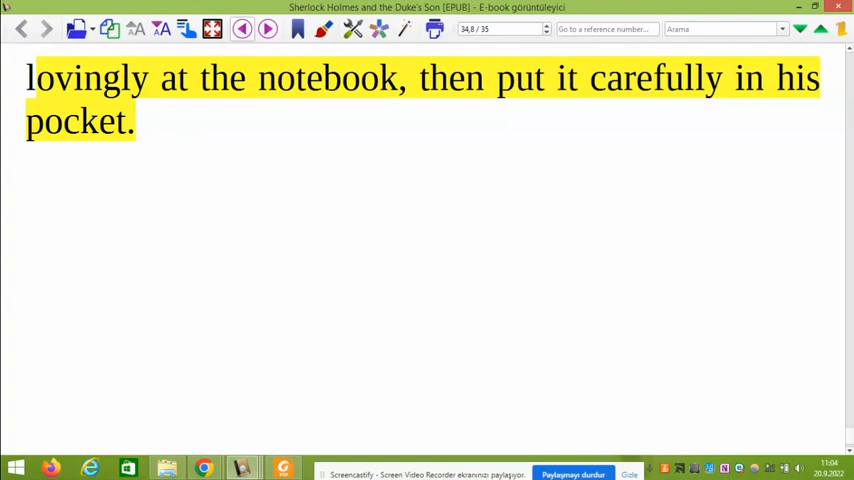 Sherlock Holmes and the Duke's Son [EPUB] - E-book görüntüleyici
34,8 / 35
Go to a reference number...
Arama
lovingly at the notebook, then put it carefully in his
pocket.
Screencastify - Screen Video Recorder ekranınızı paylaşıyor.
Paylaşmayı durdur
Gizle
11:04
20.9.2022